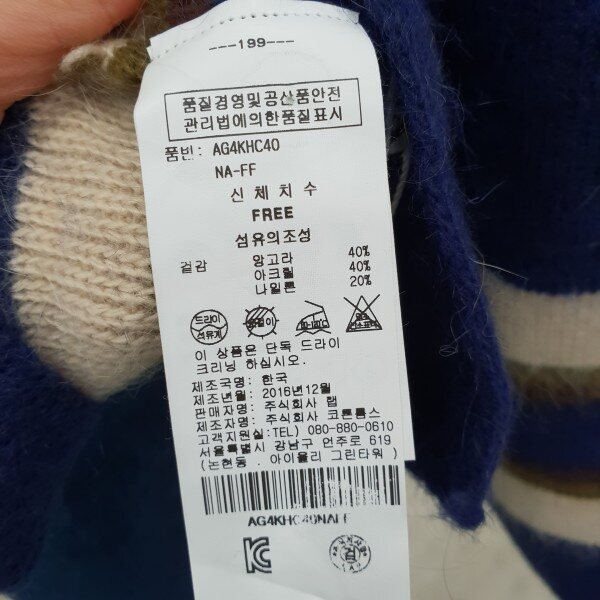 ---199---
품질경영및공산품안전
관리법에의한품질표시
품번: AG4KHC40
NA-FF
신체치수
FREE
섬유의조성
겉감 앙고라 40%
아크릴 40%
나일론 20%
드라이
이 상품은 단독 드라이
크리닝 하십시오.
제조국명: 한국
제조년월: 2016년12월
판매자명: 주식회사 랩
제조자명: 주식회사 코튼룸스
고객지원실:TEL) 080-880-0610
서울특별시 강남구 언주로 619
(논현동 . 아이올리 그린타워 )